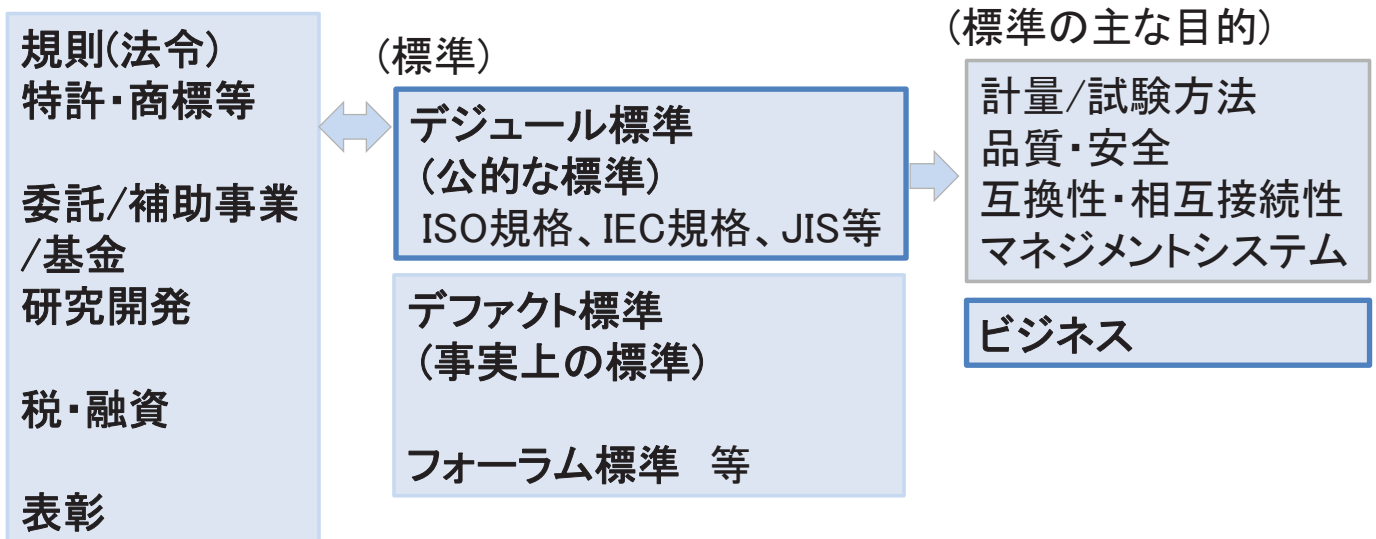 規則(法令)
特許・商標等
委託/補助事業
/基金
研究開発
税・融資
表彰
(標準)
デジュール標準
(公的な標準)
ISO規格、IEC規格、JIS等
デファクト標準
(事実上の標準)
フォーラム標準　等
(標準の主な目的)
計量/試験方法
品質・安全
互換性・相互接続性
マネジメントシステム
ビジネス